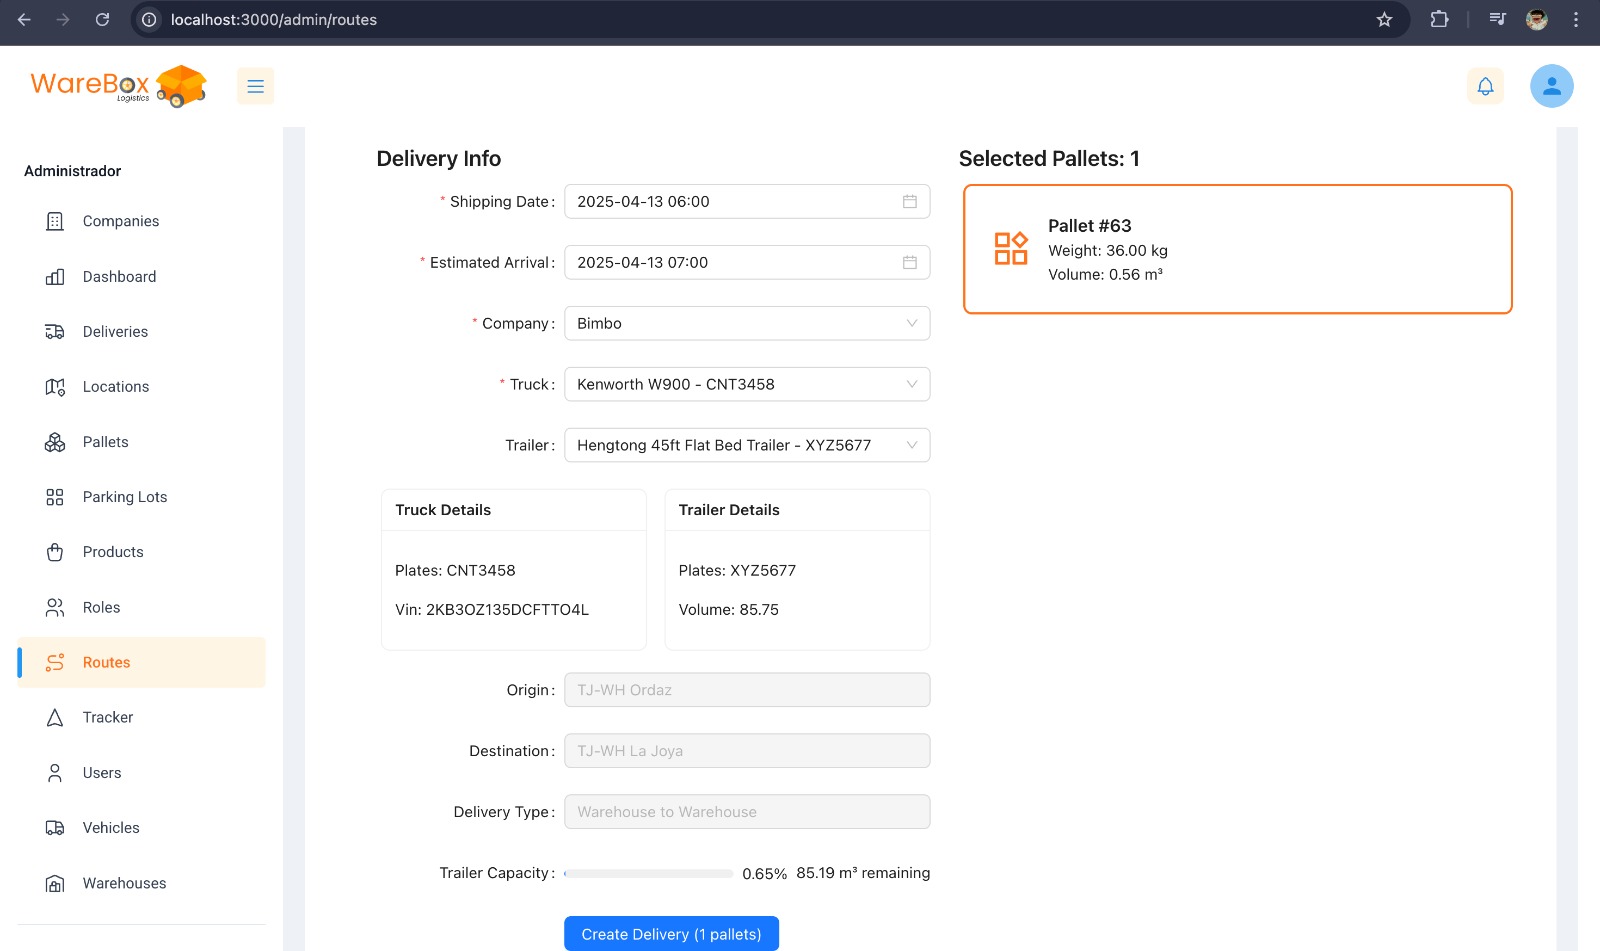 localhost:3000/admin/routes
WareBox
Logistics
Administrador
Companies
Dashboard
Deliveries
Locations
Pallets
Parking Lots
Products
Roles
Routes
Tracker
Users
Vehicles
Warehouses
Delivery Info
* Shipping Date: 2025-04-13 06:00
* Estimated Arrival: 2025-04-13 07:00
* Company: Bimbo
* Truck: Kenworth W900 - CNT3458
Trailer: Hengtong 45ft Flat Bed Trailer - XYZ5677
Truck Details
Plates: CNT3458
Vin: 2KB3OZ135DCFTTO4L
Trailer Details
Plates: XYZ5677
Volume: 85.75
Origin: TJ-WH Ordaz
Destination: TJ-WH La Joya
Delivery Type: Warehouse to Warehouse
Trailer Capacity: 0.65% 85.19 m³ remaining
Create Delivery (1 pallets)
Selected Pallets: 1
Pallet #63
Weight: 36.00 kg
Volume: 0.56 m³